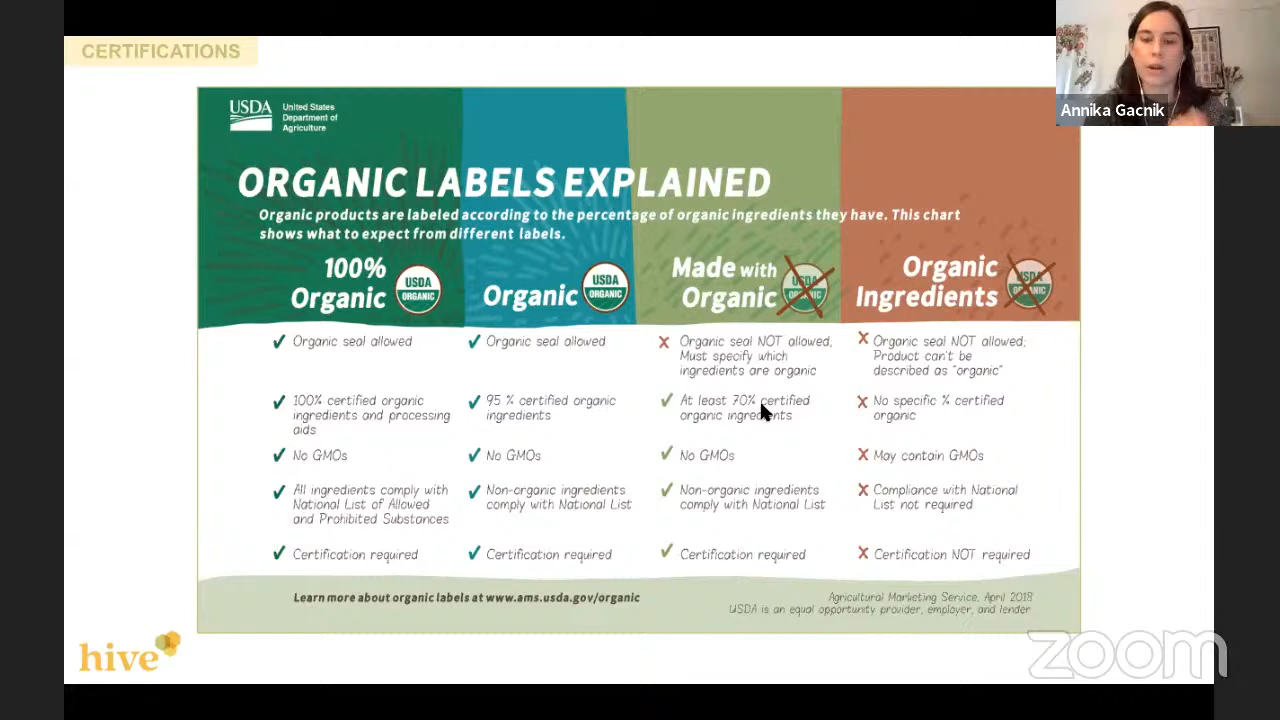 CERTIFICATIONS
Annika Gacnik
USDA
United States
Department of
Agriculture
ORGANIC LABELS EXPLAINED
Organic products are labeled according to the percentage of organic ingredients they have. This chart
shows what to expect from different labels.
100%
Organic
USDA
ORGANIC
Organic seal allowed
100% certified organic
ingredients and processing
aids
No GMOs
All ingredients comply with
National List of Allowed
and Prohibited Substances
Certification required
Organic
USDA
ORGANIC
Organic seal allowed
95 % certified organic
ingredients
No GMOs
Non-organic ingredients
comply with National List
Certification required
Made with
Organic
USDA
ORGANIC
Organic seal NOT allowed;
Must specify which
ingredients are organic
At least 70% certified
organic ingredients
No GMOs
Non-organic ingredients
comply with National List
Certification required
Organic
Ingredients
USDA
ORGANIC
Organic seal NOT allowed;
Product can't be
described as "organic"
No specific % certified
organic
May contain GMOs
Compliance with National
List not required
Certification NOT required
Learn more about organic labels at www.ams.usda.gov/organic
Agricultural Marketing Service, April 2018
USDA is an equal opportunity provider, employer, and lender
hive
zoom